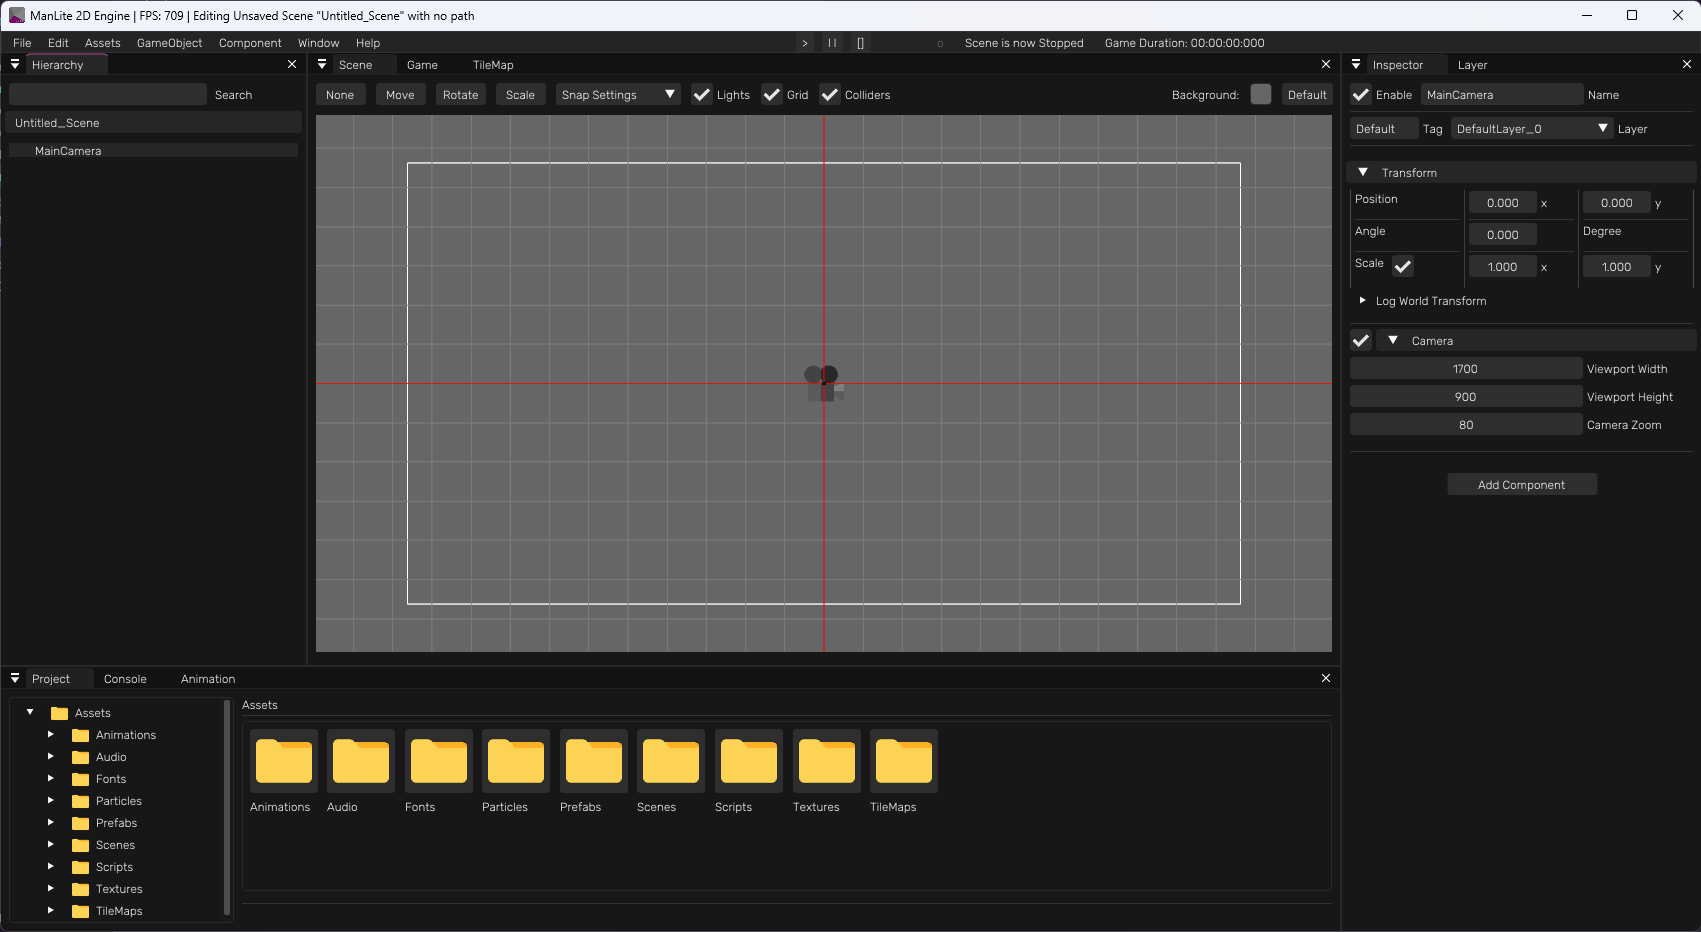 ManLite 2D Engine | FPS: 709 | Editing Unsaved Scene "Untitled_Scene" with no path
File Edit Assets GameObject Component Window Help > || [] Scene is now Stopped Game Duration: 00:00:00:000
Hierarchy
Search
Untitled_Scene
MainCamera
Scene Game TileMap
None Move Rotate Scale Snap Settings Lights Grid Colliders Background: Default
Inspector Layer
Enable MainCamera Name
Default Tag DefaultLayer_0 Layer
Transform
Position 0.000 x 0.000 y
Angle 0.000 Degree
Scale 1.000 x 1.000 y
Log World Transform
Camera
1700 Viewport Width
900 Viewport Height
80 Camera Zoom
Add Component
Project Console Animation
Assets
Animations
Audio
Fonts
Particles
Prefabs
Scenes
Scripts
Textures
TileMaps
Assets
Animations Audio Fonts Particles Prefabs Scenes Scripts Textures TileMaps